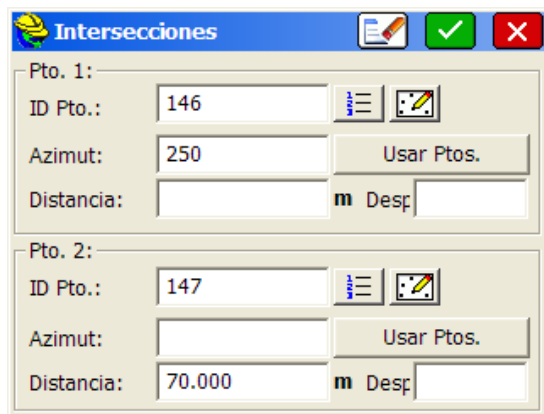 Intersecciones
Pto. 1:
ID Pto.: 146
Azimut: 250 Usar Ptos.
Distancia: m Desp
Pto. 2:
ID Pto.: 147
Azimut: Usar Ptos.
Distancia: 70.000 m Desp